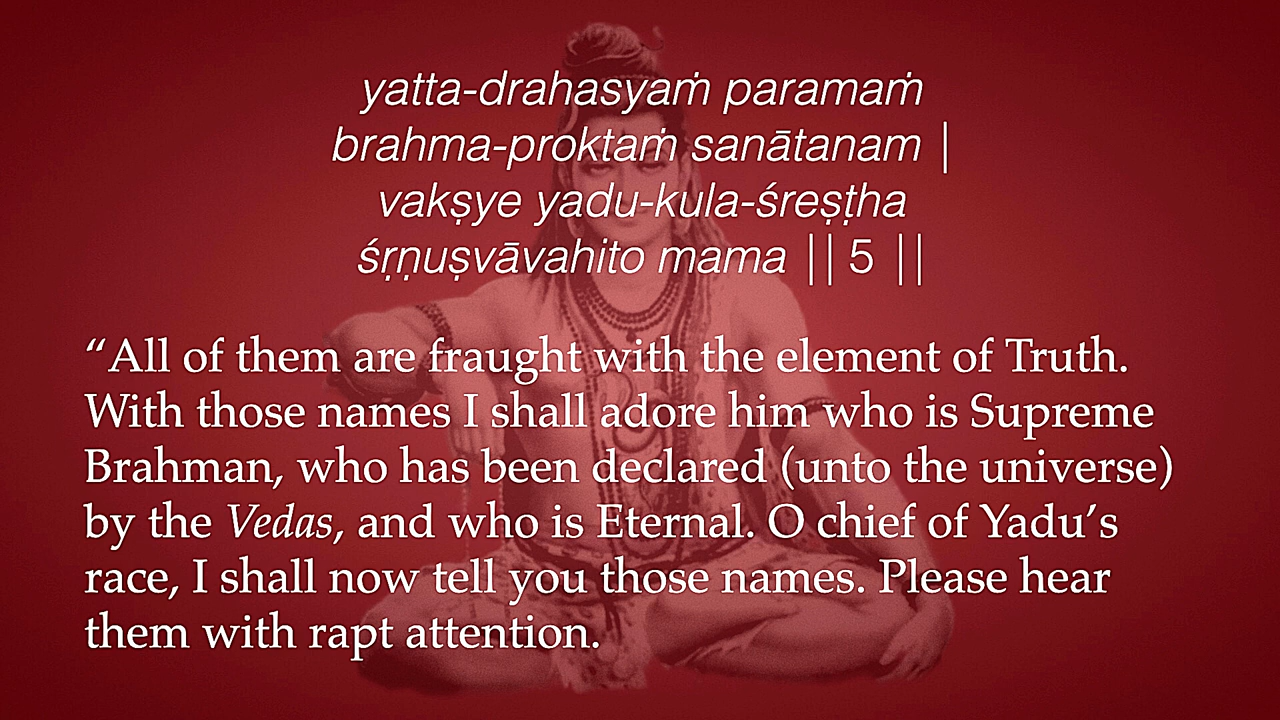 yatta-drahasyaṁ paramaṁ
brahma-proktaṁ sanātanam |
vakṣye yadu-kula-śreṣṭha
śrṛṇuṣvāvahito mama || 5 ||
“All of them are fraught with the element of Truth.
With those names I shall adore him who is Supreme
Brahman, who has been declared (unto the universe)
by the Vedas, and who is Eternal. O chief of Yadu’s
race, I shall now tell you those names. Please hear
them with rapt attention.